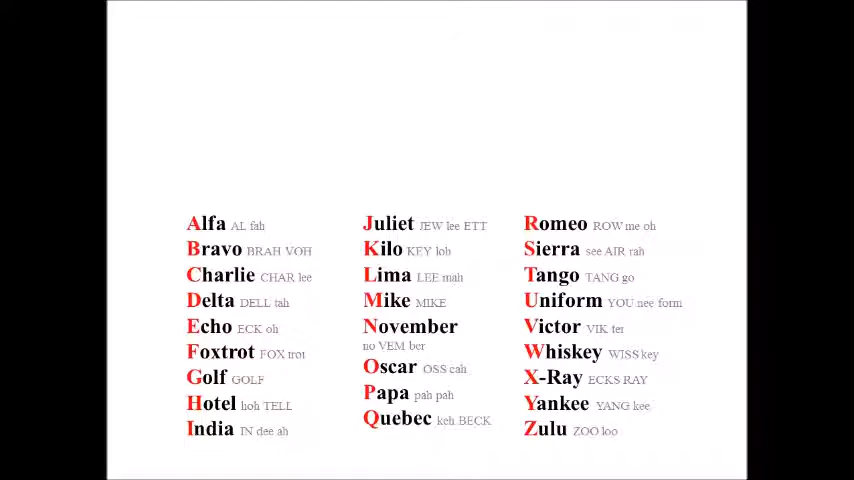 Alfa AL fah
Bravo BRAH VOH
Charlie CHAR lee
Delta DELL tah
Echo ECK oh
Foxtrot FOX trot
Golf GOLF
Hotel hoh TELL
India IN dee ah
Juliet JEW lee ETT
Kilo KEY loh
Lima LEE mah
Mike MIKE
November
no VEM ber
Oscar OSS cah
Papa pah pah
Quebec keh BECK
Romeo ROW me oh
Sierra see AIR rah
Tango TANG go
Uniform YOU nee form
Victor VIK ter
Whiskey WISS key
X-Ray ECKS RAY
Yankee YANG kee
Zulu ZOO loo